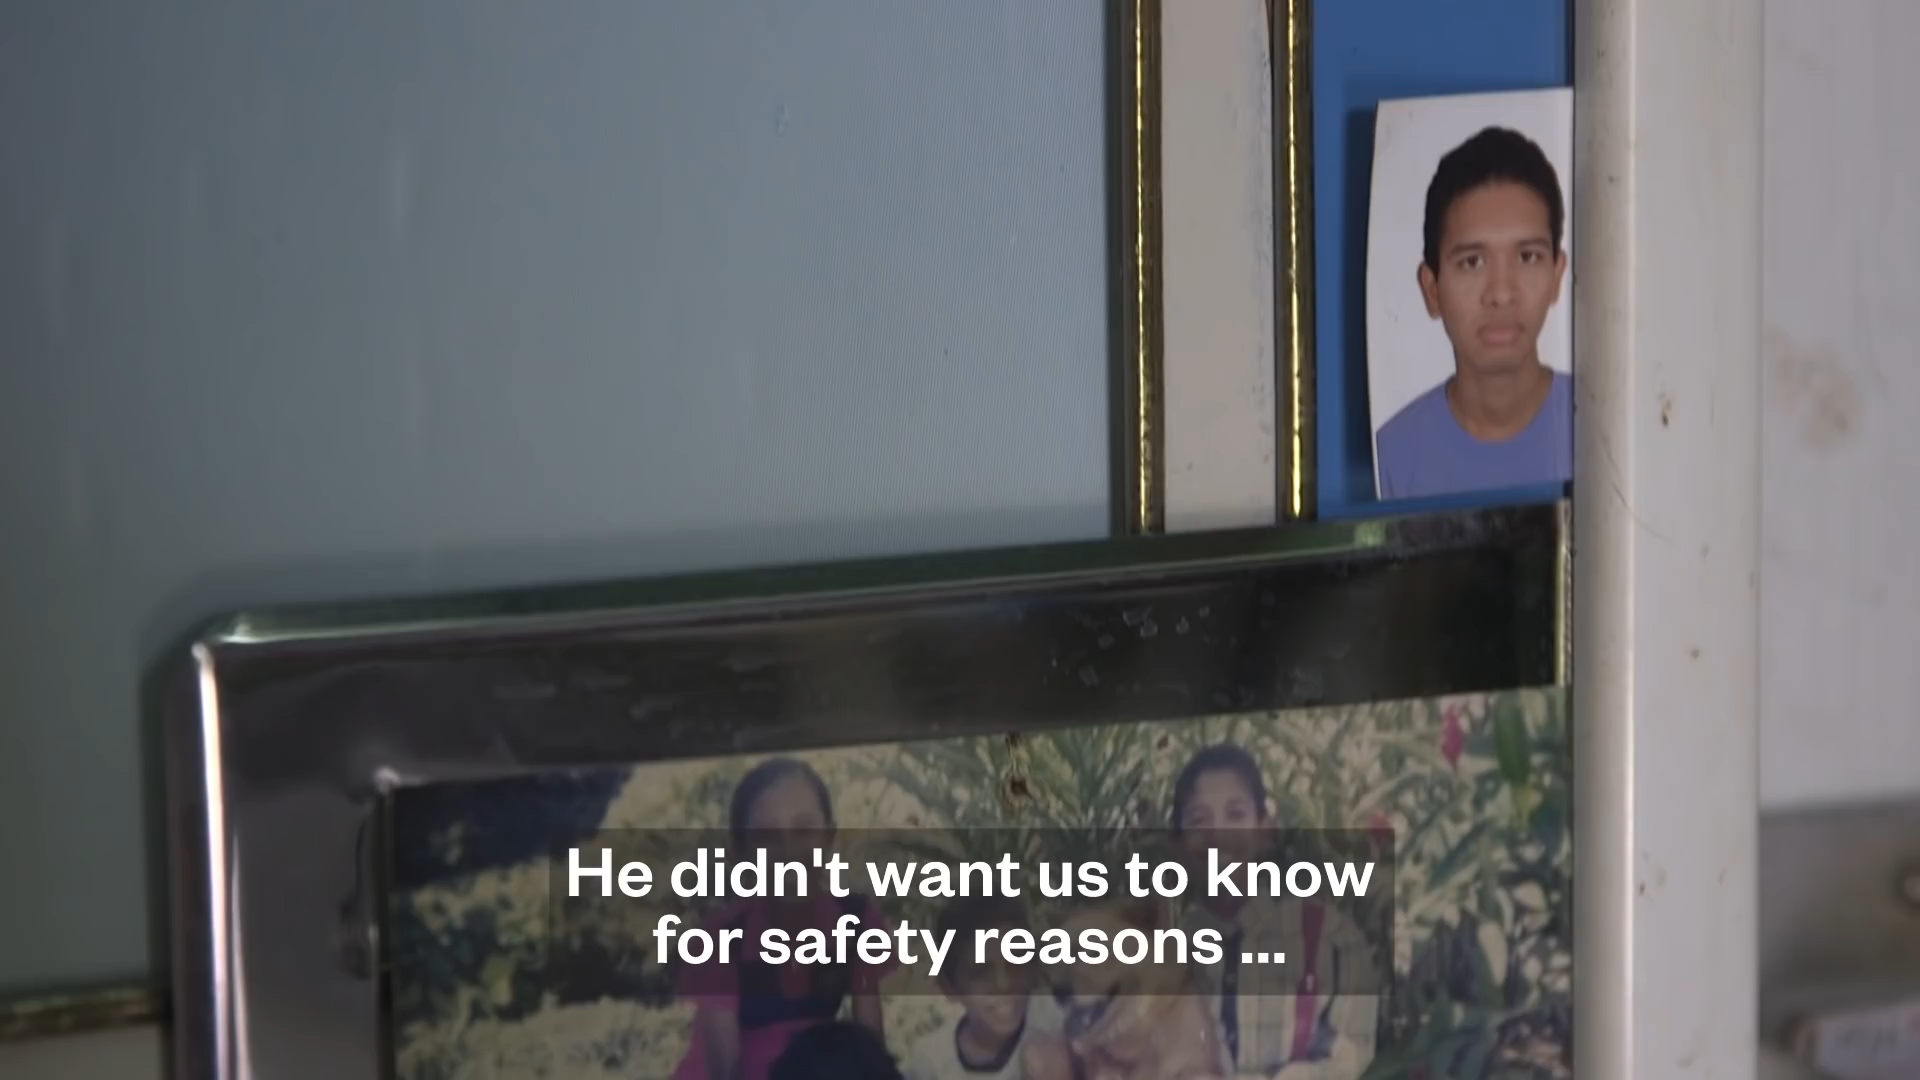 He didn't want us to know
for safety reasons ...